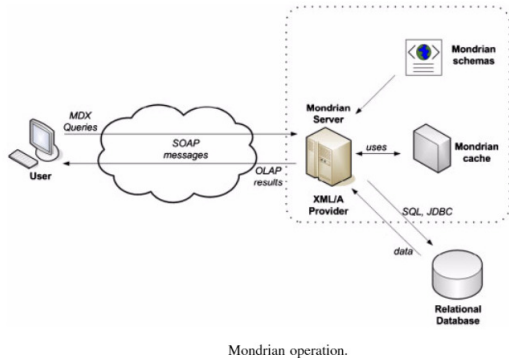 Mondrian
schemas
MDX
Queries
Mondrian
Server
SOAP
messages
uses
Mondrian
cache
User
OLAP
results
XML/A
Provider
SQL, JDBC
data
Relational
Database
Mondrian operation.